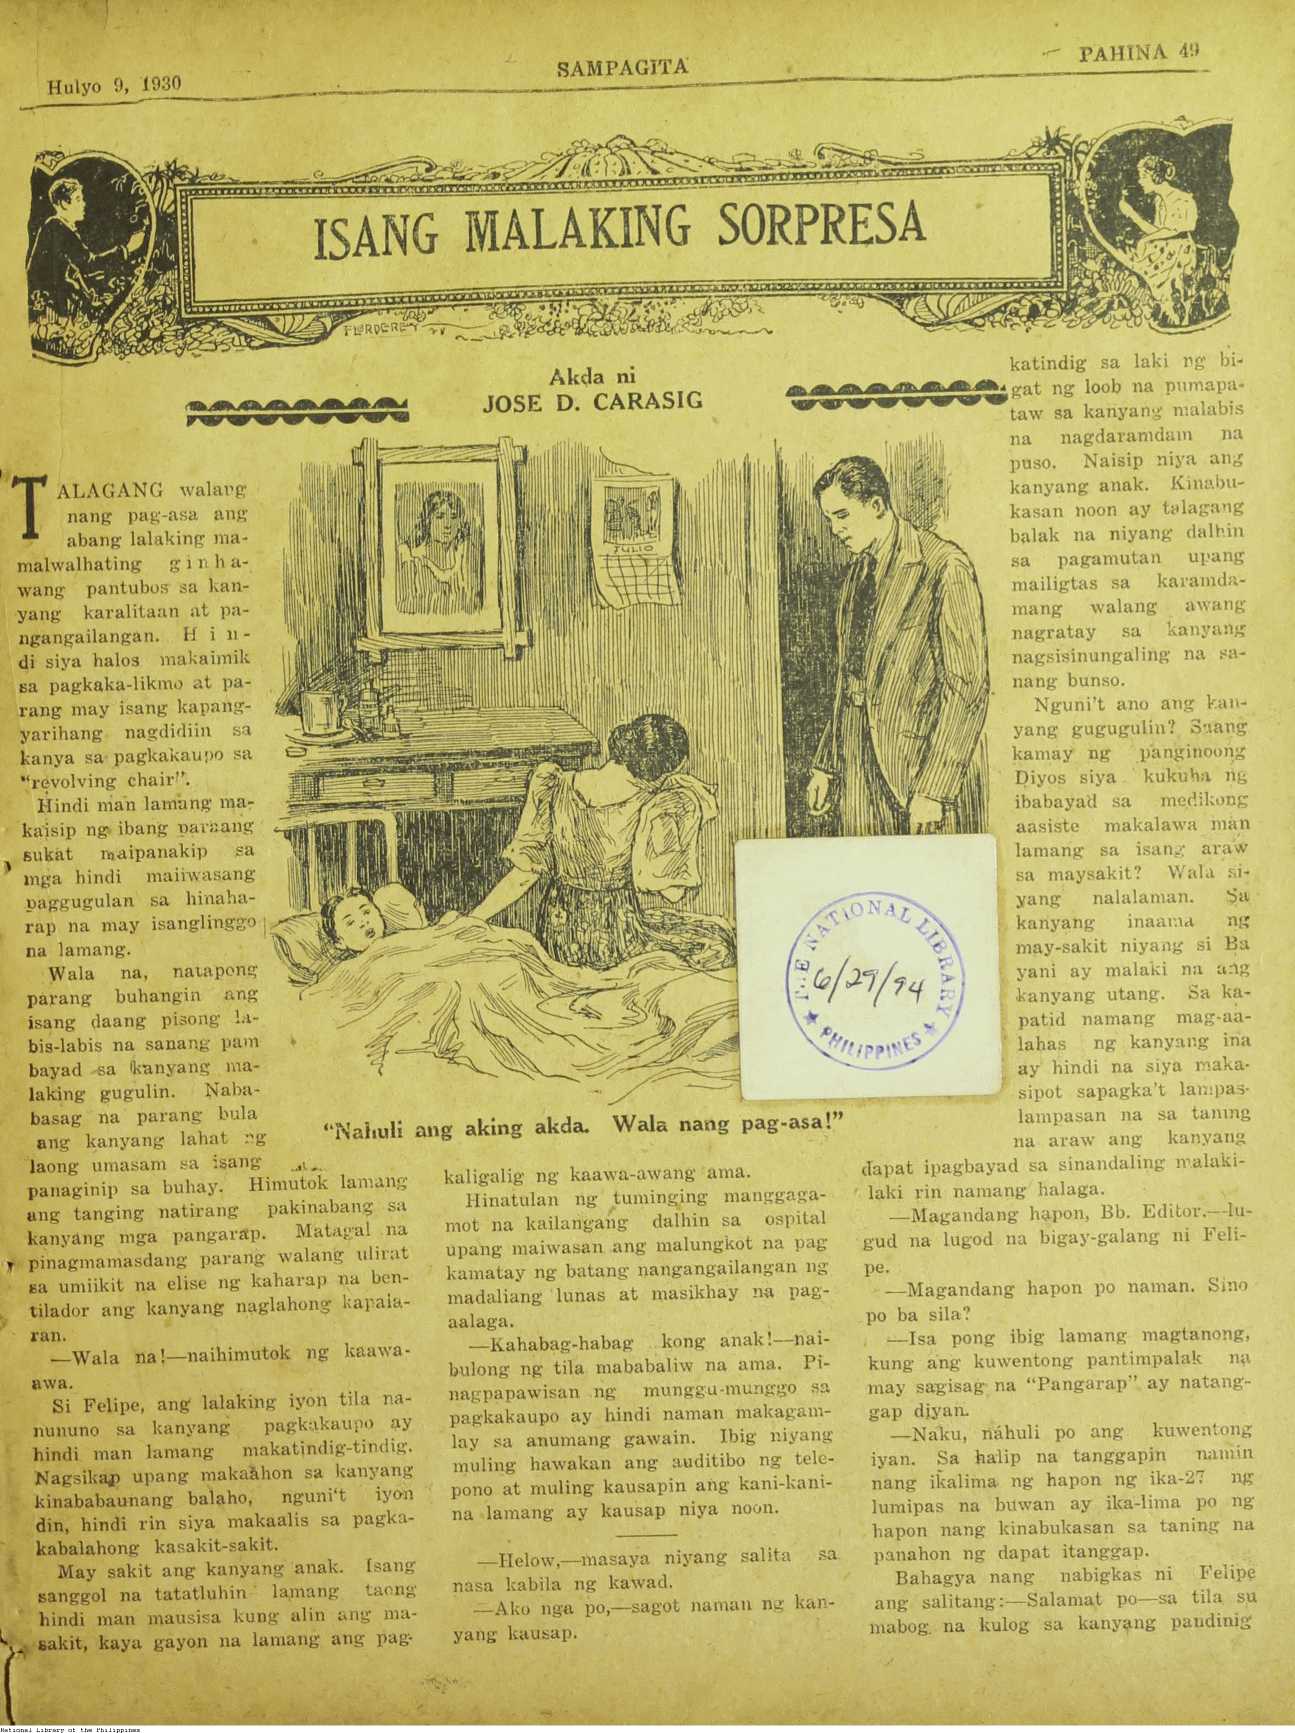 Hulyo 9, 1930
SAMPAGITA
PAHINA 49
ISANG MALAKING SORPRESA
Akda ni
JOSE D. CARASIG
TALAGANG walang
nang pag-asa ang
abang lalaking ma-
malwalhating ginha-
wang pantubos sa kan-
yang karalitaan at pa-
ngangailangan. Hin-
di siya halos makaimik
sa pagkaka-likmo at pa-
rang may isang kapang-
yarihang nagdidiin sa
kanya sa pagkakaupo sa
"revolving chair".
Hindi man lamang ma-
kaisip ng ibang paraang
sukat maipanakip sa
mga hindi maiiwasang
paggugulan sa hinaha-
rap na may isanglinggo
na lamang.
Wala na, natapong
parang buhangin ang
isang daang pisong la-
bis-labis na sanang pam
bayad sa kanyang ma-
laking gugulin. Naba-
basag na parang bula
ang kanyang lahat ng
laong umasam sa isang
panaginip sa buhay. Himutok lamang
ang tanging natirang pakinabang sa
kanyang mga pangarap. Matagal na
pinagmamasdang parang walang ulirat
sa umiikit na elise ng kaharap na ben-
tilador ang kanyang naglahong kapala-
ran.
—Wala na!—naihimutok ng kaawa-
awa.
Si Felipe, ang lalaking iyon tila na-
nununo sa kanyang pagkakaupo ay
hindi man lamang makatindig-tindig.
Nagsikap upang makaahon sa kanyang
kinababaunang balaho, nguni't iyon
din, hindi rin siya makaalis sa pagka-
kabalahong kasakit-sakit.
May sakit ang kanyang anak. Isang
sanggol na tatatluhin lamang taong
hindi man mausisa kung alin ang ma-
sakit, kaya gayon na lamang ang pag-
JULIO
"Nahuli ang aking akda. Wala nang pag-asa!"
THE NATIONAL LIBRARY
6/29/94
PHILIPPINES
kaligalig ng kaawa-awang ama.
Hinatulan ng tuminging manggaga-
mot na kailangang dalhin sa ospital
upang maiwasan ang malungkot na pag
kamatay ng batang nangangailangan ng
madaliang lunas at masikhay na pag-
aalaga.
—Kahabag-habag kong anak!—nai-
bulong ng tila mababaliw na ama. Pi-
nagpapawisan ng munggu-munggo sa
pagkakaupo ay hindi naman makagam-
lay sa anumang gawain. Ibig niyang
muling hawakan ang auditibo ng tele-
pono at muling kausapin ang kani-kani-
na lamang ay kausap niya noon.
—Helow,—masaya niyang salita sa
nasa kabila ng kawad.
—Ako nga po,—sagot naman ng kan-
yang kausap.
katindig sa laki ng bi-
gat ng loob na pumapa-
taw sa kanyang malabis
na nagdaramdam na
puso. Naisip niya ang
kanyang anak. Kinabu-
kasan noon ay talagang
balak na niyang dalhin
sa pagamutan upang
mailigtas sa karamda-
mang walang awang
nagratay sa kanyang
nagsisinungaling na sa-
nang bunso.
Nguni't ano ang kan-
yang gugugulin? Saang
kamay ng panginoong
Diyos siya kukuha ng
ibabayad sa medikong
aasiste makalawa man
lamang sa isang araw
sa maysakit? Wala si-
yang nalalaman. Sa
kanyang inaama ng
may-sakit niyang si Ba
yani ay malaki na ang
kanyang utang. Sa ka-
patid namang mag-aa-
lahas ng kanyang ina
ay hindi na siya maka-
sipot sapagka't lampas-
lampasan na sa taning
na araw ang kanyang
dapat ipagbayad sa sinandaling malaki-
laki rin namang halaga.
—Magandang hapon, Bb. Editor.—lu-
gud na lugod na bigay-galang ni Feli-
pe.
—Magandang hapon po naman. Sino
po ba sila?
—Isa pong ibig lamang magtanong,
kung ang kuwentong pantimpalak na
may sagisag na "Pangarap" ay natang-
gap diyan.
—Naku, náhuli po ang kuwentong
iyan. Sa halip na tanggapin namin
nang ikalima ng hapon ng ika-27 ng
lumipas na buwan ay ika-lima po ng
hapon nang kinabukasan sa taning na
panahon ng dapat itanggap.
Bahagya nang nabigkas ni Felipe
ang salitang:—Salamat po—sa tila su
mabog na kulog sa kanyang pandinig
National Library of the Philippines